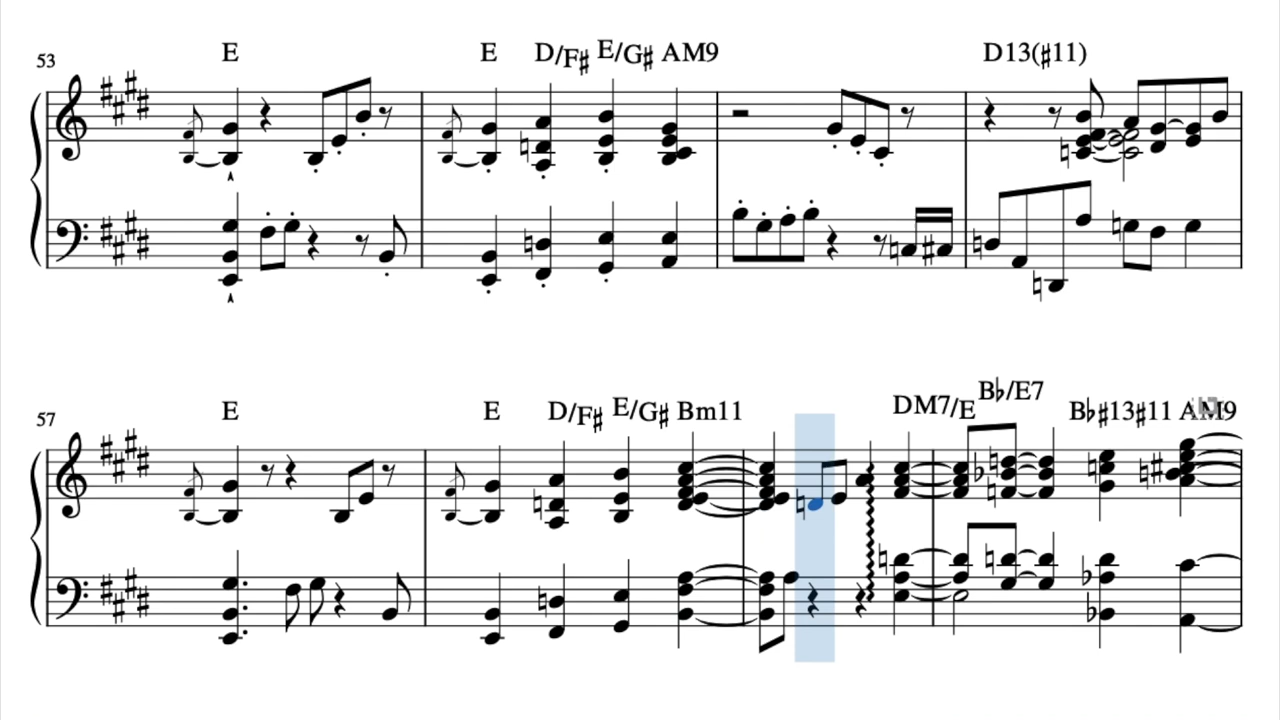 53 E E D/F♯ E/G♯ AM9 D13(♯11)
57 E E D/F♯ E/G♯ Bm11 DM7/E B♭/E7 B♭♯13♯11 AM9